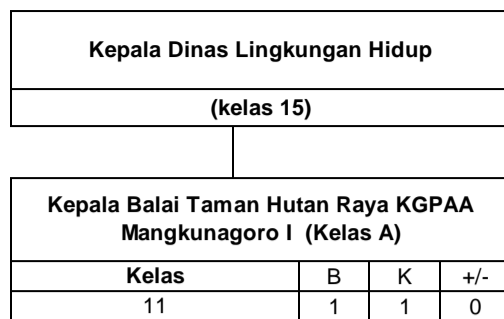 Kepala Dinas Lingkungan Hidup
(kelas 15)
Kepala Balai Taman Hutan Raya KGPAA
Mangkunagoro I (Kelas A)
Kelas B K +/-
11 1 1 0